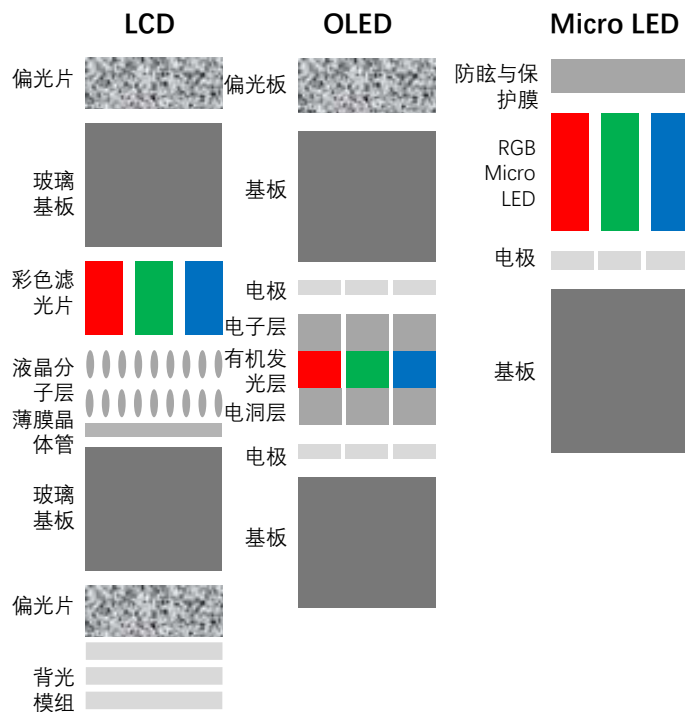 LCD
偏光片
玻璃
基板
彩色滤
光片
液晶分
子层
薄膜晶
体管
玻璃
基板
偏光片
背光
模组
OLED
偏光板
基板
电极
电子层
有机发
光层
电洞层
电极
基板
Micro LED
防眩与保
护膜
RGB
Micro
LED
电极
基板